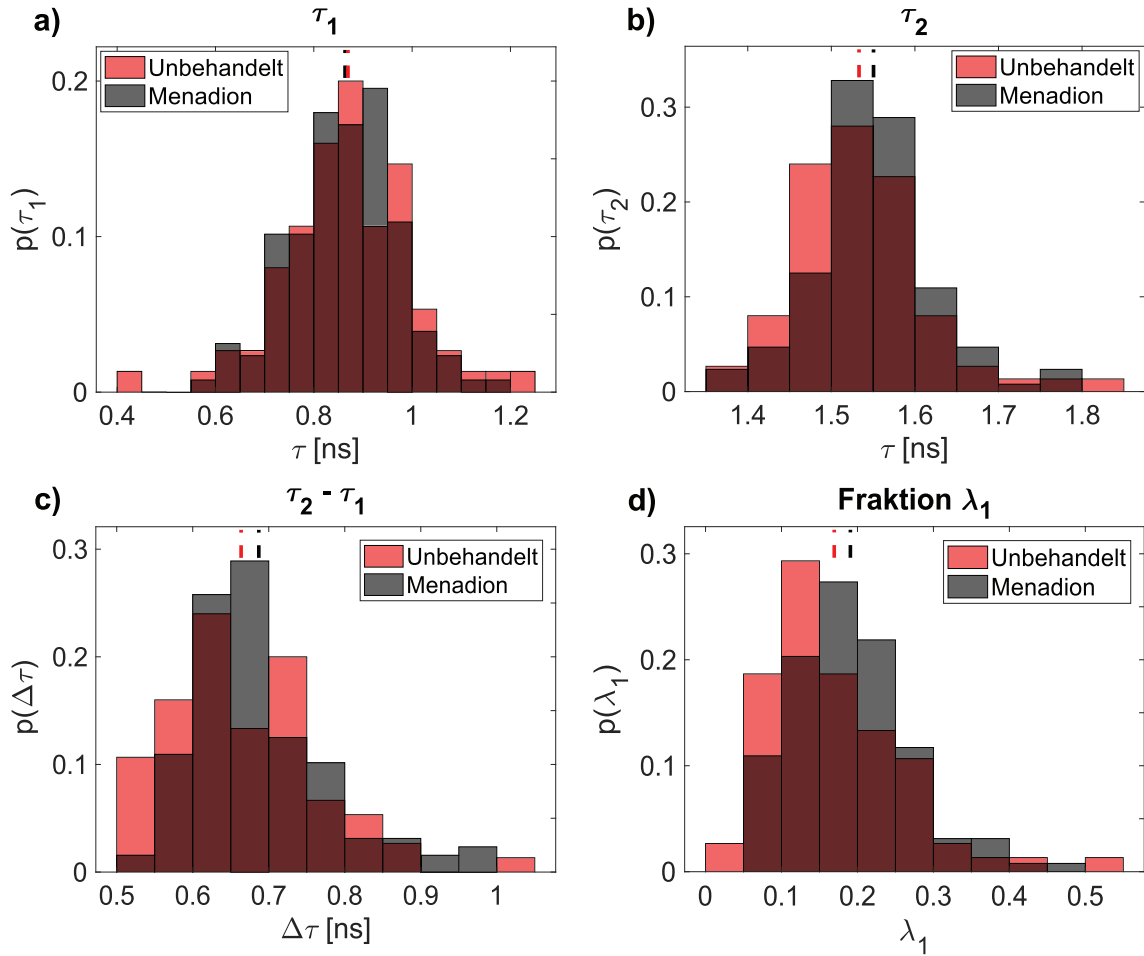 a)
τ1
Unbehandelt
Menadion
0.2
0.1
0
p(τ1)
0.4 0.6 0.8 1 1.2
τ [ns]
b)
τ2
Unbehandelt
Menadion
0.3
0.2
0.1
0
p(τ2)
1.4 1.5 1.6 1.7 1.8
τ [ns]
c)
τ2 - τ1
Unbehandelt
Menadion
0.3
0.2
0.1
0
p(Δτ)
0.5 0.6 0.7 0.8 0.9 1
Δτ [ns]
d)
Fraktion λ1
Unbehandelt
Menadion
0.3
0.2
0.1
0
p(λ1)
0 0.1 0.2 0.3 0.4 0.5
λ1